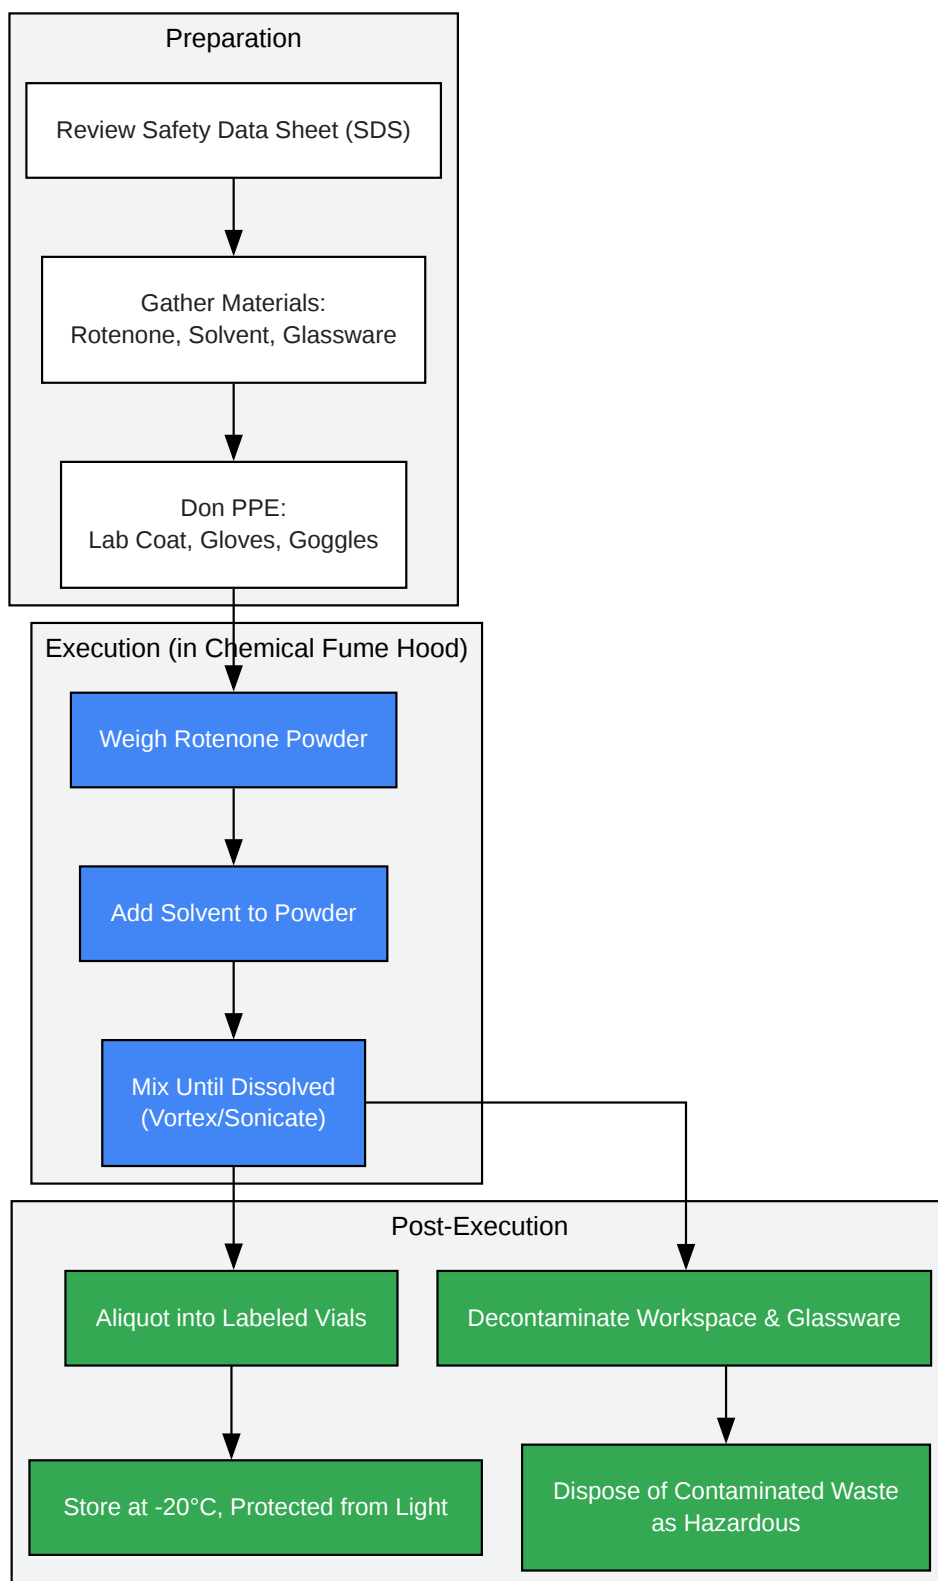 Preparation
Review Safety Data Sheet (SDS)
Gather Materials:
Rotenone, Solvent, Glassware
Don PPE:
Lab Coat, Gloves, Goggles
Execution (in Chemical Fume Hood)
Weigh Rotenone Powder
Add Solvent to Powder
Mix Until Dissolved
(Vortex/Sonicate)
Post-Execution
Aliquot into Labeled Vials
Decontaminate Workspace & Glassware
Store at -20°C, Protected from Light
Dispose of Contaminated Waste
as Hazardous